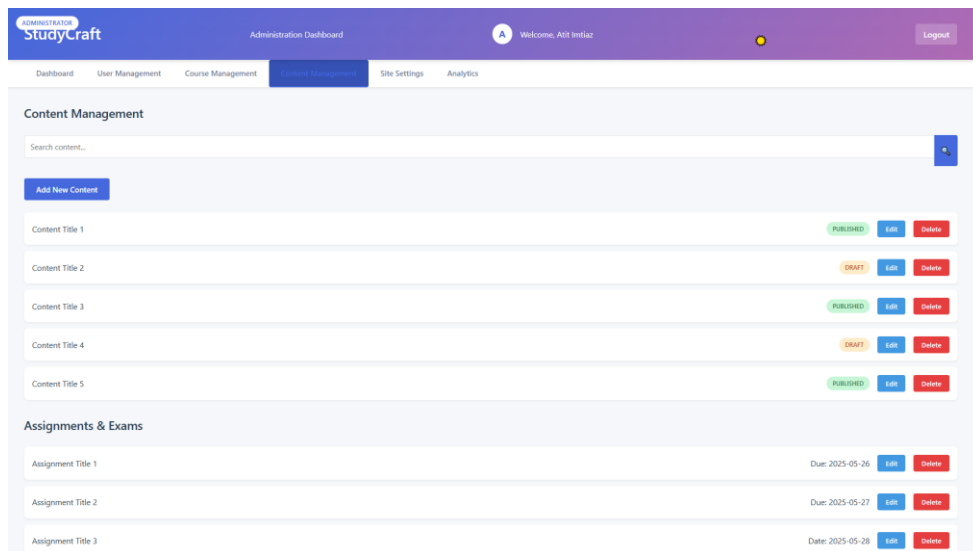 ADMINISTRATOR
StudyCraft
Administration Dashboard
A
Welcome, Atit Imtiaz
Logout
Dashboard User Management Course Management Content Management Site Settings Analytics
Content Management
Search content...
Add New Content
Content Title 1 PUBLISHED Edit Delete
Content Title 2 DRAFT Edit Delete
Content Title 3 PUBLISHED Edit Delete
Content Title 4 DRAFT Edit Delete
Content Title 5 PUBLISHED Edit Delete
Assignments & Exams
Assignment Title 1 Due: 2025-05-26 Edit Delete
Assignment Title 2 Due: 2025-05-27 Edit Delete
Assignment Title 3 Date: 2025-05-28 Edit Delete